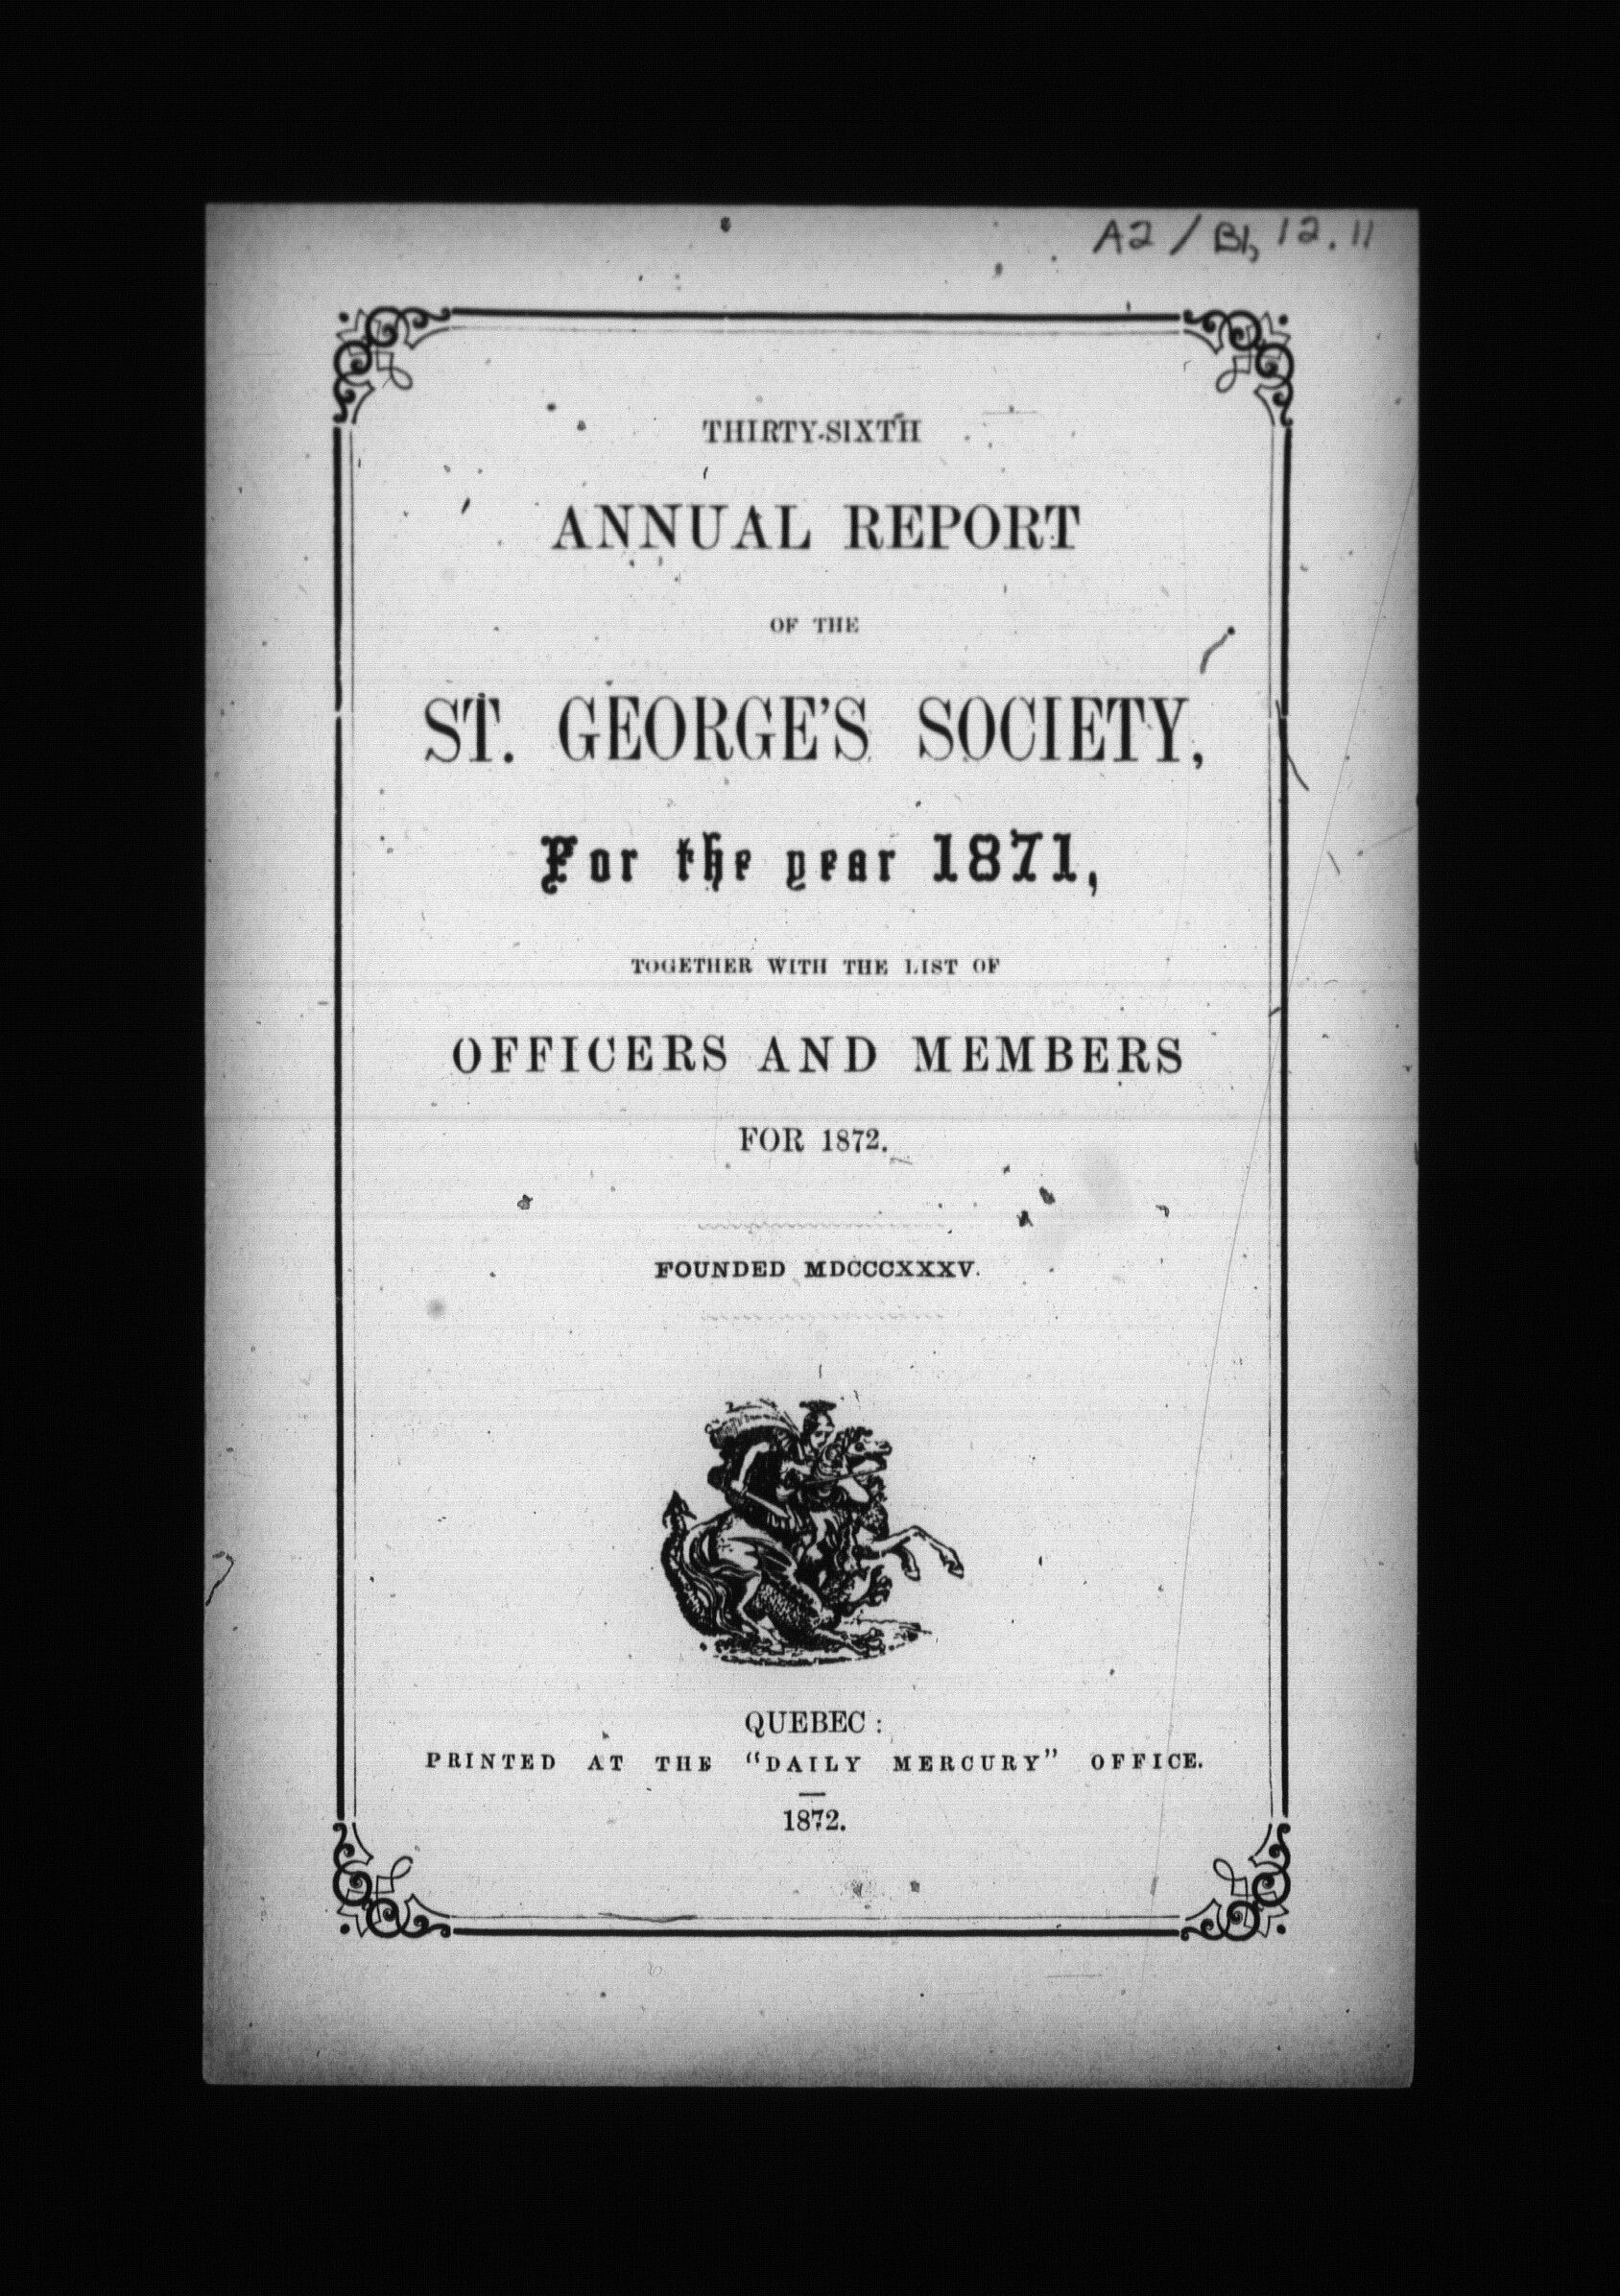 A2 / B1, 12.11
THIRTY-SIXTH
ANNUAL REPORT
OF THE
ST. GEORGE'S SOCIETY,
For the year 1871,
TOGETHER WITH THE LIST OF
OFFICERS AND MEMBERS
FOR 1872.
FOUNDED MDCCCXXXV.
QUEBEC:
PRINTED AT THE "DAILY MERCURY" OFFICE.
1872.